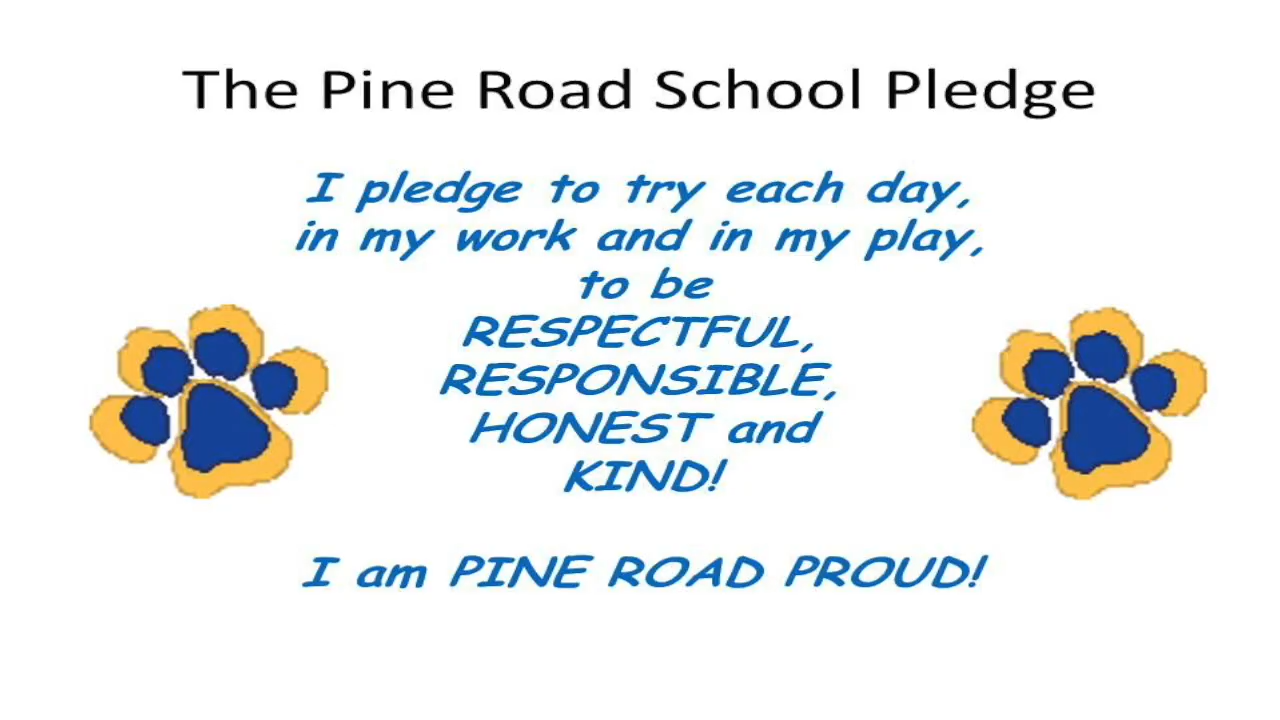 The Pine Road School Pledge
I pledge to try each day,
in my work and in my play,
to be
RESPECTFUL,
RESPONSIBLE,
HONEST and
KIND!
I am PINE ROAD PROUD!